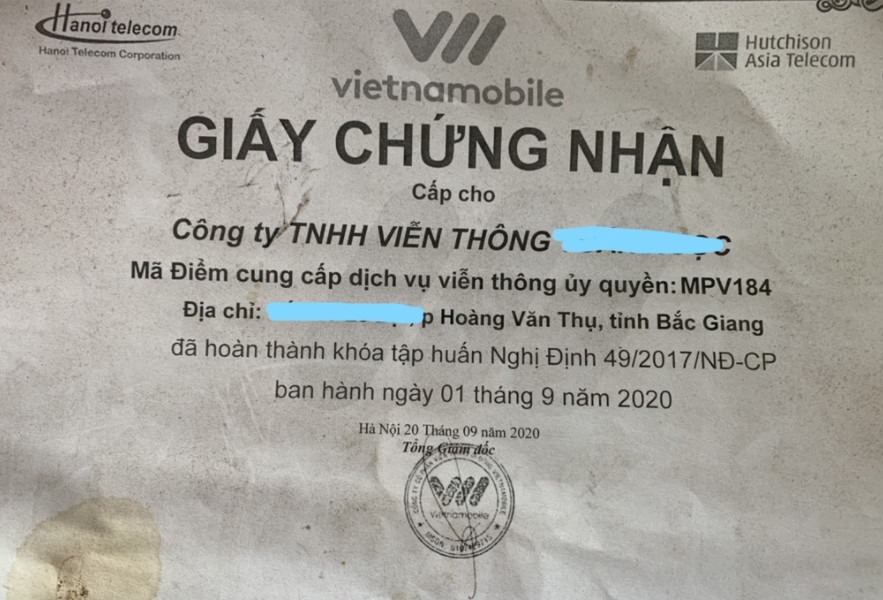 Hanoi telecom
Hanoi Telecom Corporation
vietnamobile
Hutchison
Asia Telecom
GIẤY CHỨNG NHẬN
Cấp cho
Công ty TNHH VIỄN THÔNG
Mã Điểm cung cấp dịch vụ viễn thông ủy quyền: MPV184
Địa chỉ: p Hoàng Văn Thụ, tỉnh Bắc Giang
đã hoàn thành khóa tập huấn Nghị Định 49/2017/NĐ-CP
ban hành ngày 01 tháng 9 năm 2020
Hà Nội 20 Tháng 09 năm 2020
Tổng Giám đốc
Vietnamobile